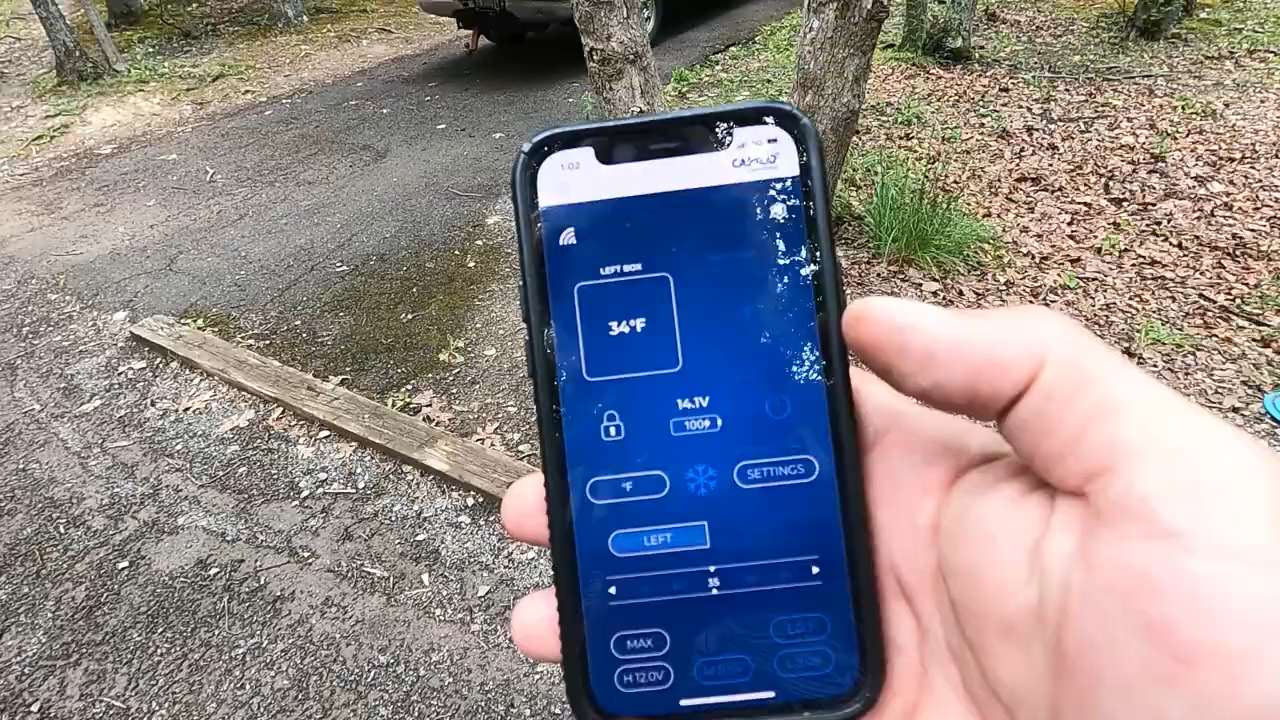 1:02
LEFT BOX
34°F
14.1V
100
°F
SETTINGS
LEFT
35
MAX
H 12.0V